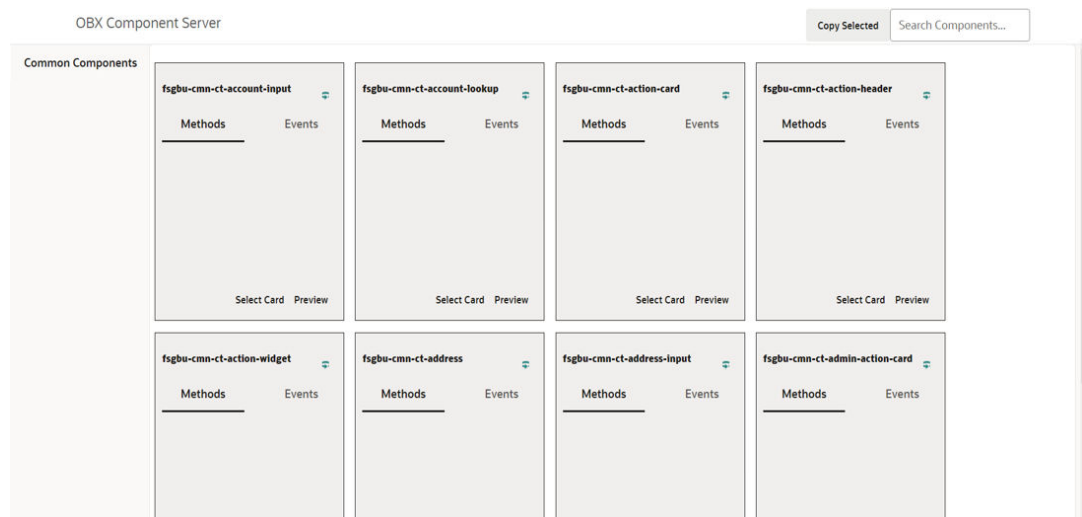 OBX Component Server
Copy Selected
Search Components...
Common Components
fsgbu-cmn-ct-account-input
fsgbu-cmn-ct-account-lookup
fsgbu-cmn-ct-action-card
fsgbu-cmn-ct-action-header
Methods Events
Methods Events
Methods Events
Methods Events
Select Card Preview
Select Card Preview
Select Card Preview
Select Card Preview
fsgbu-cmn-ct-action-widget
fsgbu-cmn-ct-address
fsgbu-cmn-ct-address-input
fsgbu-cmn-ct-admin-action-card
Methods Events
Methods Events
Methods Events
Methods Events